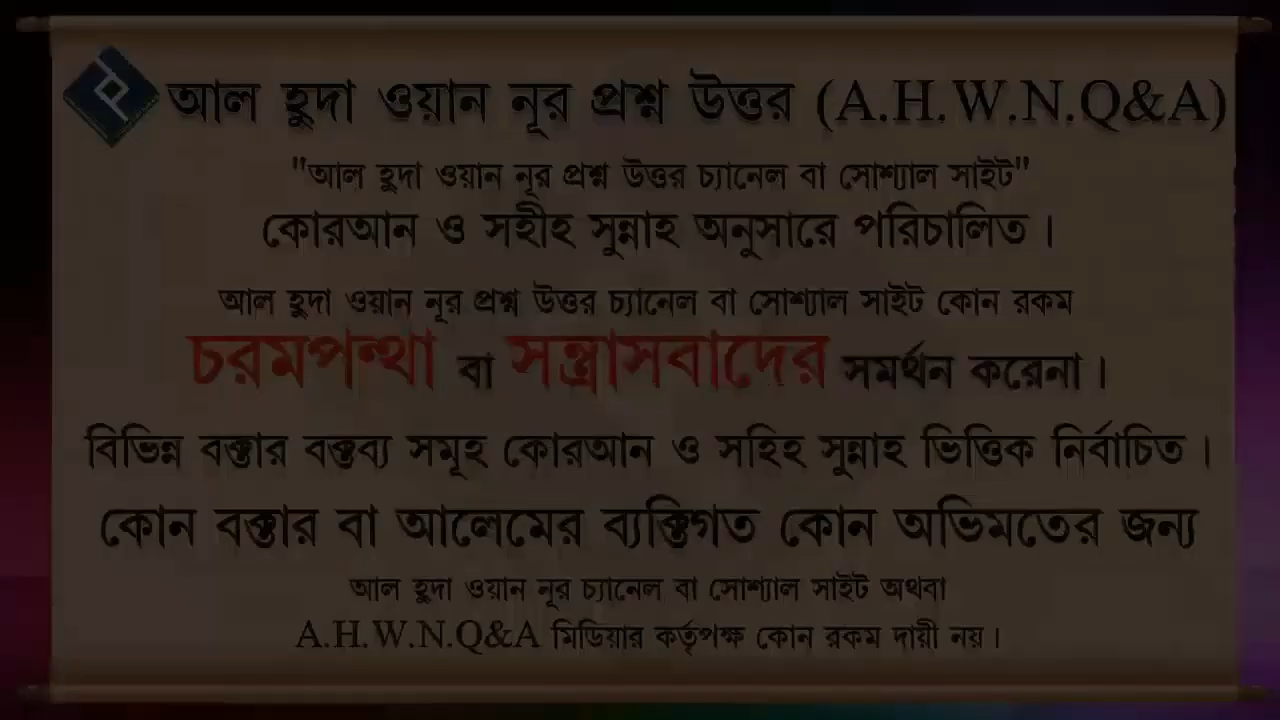 আল হুদা ওয়ান নূর প্রশ্ন উত্তর (A.H.W.N.Q&A)
"আল হুদা ওয়ান নূর প্রশ্ন উত্তর চ্যানেল বা সোশ্যাল সাইট"
কোরআন ও সহীহ সুন্নাহ অনুসারে পরিচালিত।
আল হুদা ওয়ান নূর প্রশ্ন উত্তর চ্যানেল বা সোশ্যাল সাইট কোন রকম
চরমপন্থা বা সন্ত্রাসবাদের সমর্থন করেনা।
বিভিন্ন বক্তার বক্তব্য সমূহ কোরআন ও সহিহ সুন্নাহ ভিত্তিক নির্বাচিত।
কোন বক্তার বা আলেমের ব্যক্তিগত কোন অভিমতের জন্য
আল হুদা ওয়ান নূর চ্যানেল বা সোশ্যাল সাইট অথবা
A.H.W.N.Q&A মিডিয়ার কর্তৃপক্ষ কোন রকম দায়ী নয়।